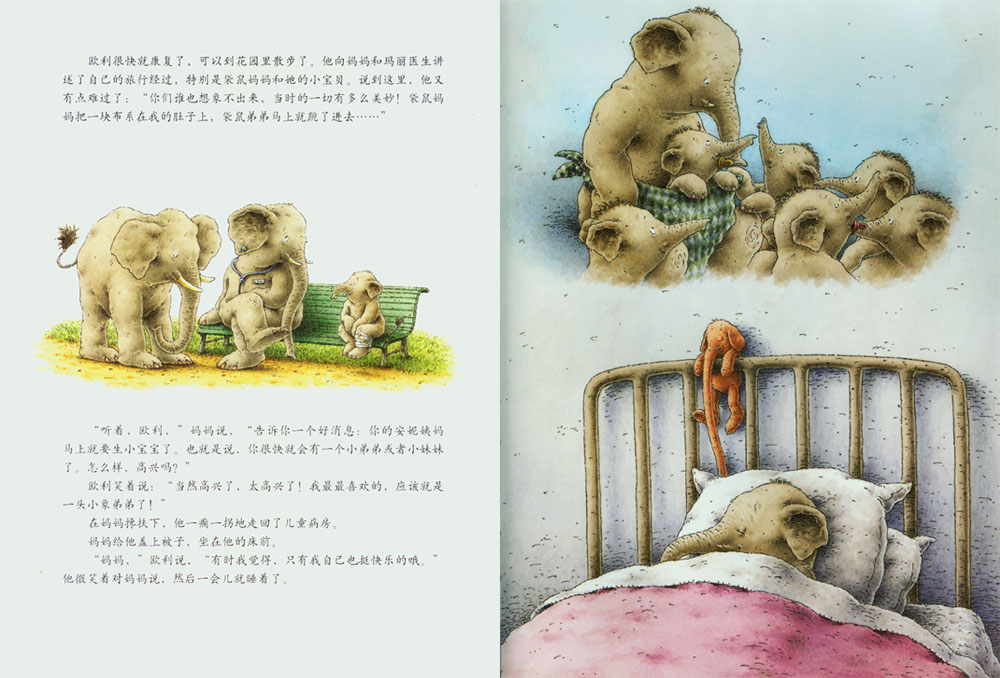 欧利很快就康复了，可以到花园里散步了。他向妈妈和玛丽医生讲
述了自己的旅行经过，特别是袋鼠妈妈和她的小宝贝。说到这里，他又
有点难过了：“你们谁也想象不出来，当时的一切有多么美妙！袋鼠妈
妈把一块布系在我的肚子上，袋鼠弟弟马上就跳了进去……”
“听着，欧利，”妈妈说，“告诉你一个好消息：你的安妮姨妈
马上就要生小宝宝了。也就是说，你很快就会有一个小弟弟或者小妹妹
了。怎么样，高兴吗？”
欧利笑着说：“当然高兴了，太高兴了！我最最喜欢的，应该就是
一头小象弟弟了！”
在妈妈搀扶下，他一瘸一拐地走回了儿童病房。
妈妈给他盖上被子，坐在他的床前。
“妈妈，”欧利说，“有时我觉得，只有我自己也挺快乐的哦。”
他微笑着对妈妈说，然后一会儿就睡着了。